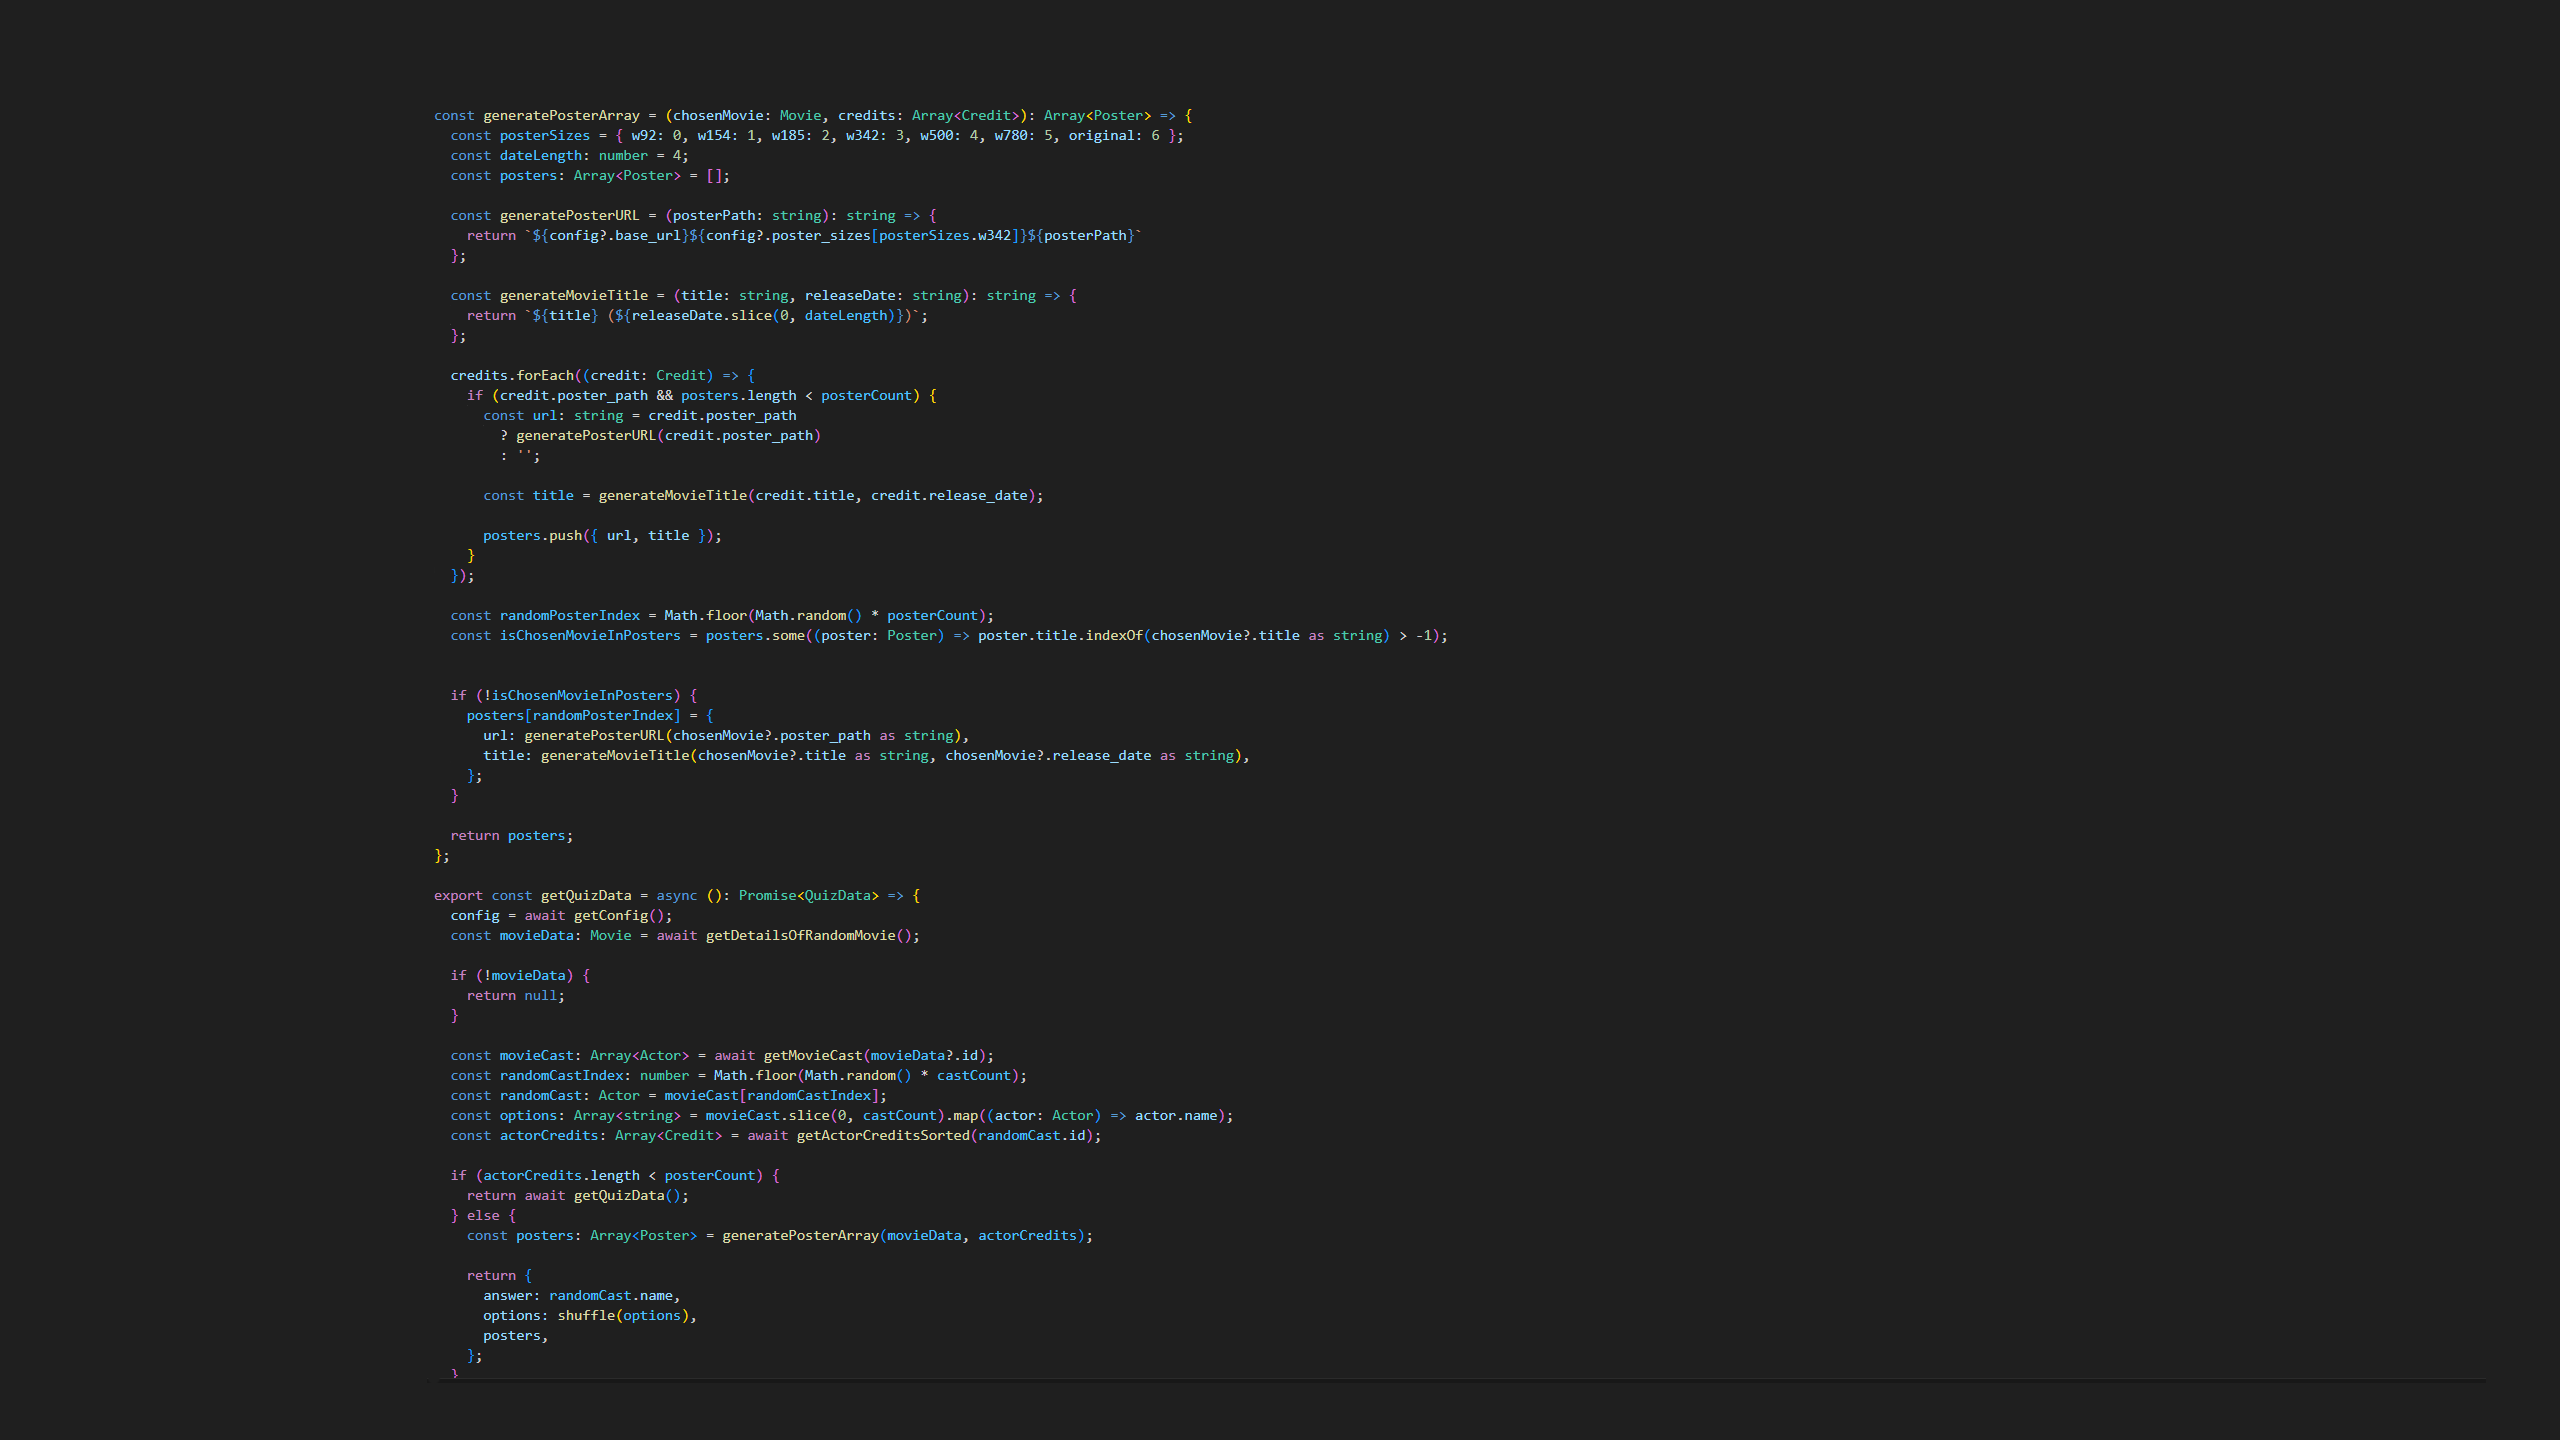 const generatePosterArray = (chosenMovie: Movie, credits: Array<Credit>): Array<Poster> => {
  const posterSizes = { w92: 0, w154: 1, w185: 2, w342: 3, w500: 4, w780: 5, original: 6 };
  const dateLength: number = 4;
  const posters: Array<Poster> = [];

  const generatePosterURL = (posterPath: string): string => {
    return `${config?.base_url}${config?.poster_sizes[posterSizes.w342]}${posterPath}`
  };

  const generateMovieTitle = (title: string, releaseDate: string): string => {
    return `${title} (${releaseDate.slice(0, dateLength)})`;
  };

  credits.forEach((credit: Credit) => {
    if (credit.poster_path && posters.length < posterCount) {
      const url: string = credit.poster_path
        ? generatePosterURL(credit.poster_path)
        : '';

      const title = generateMovieTitle(credit.title, credit.release_date);

      posters.push({ url, title });
    }
  });

  const randomPosterIndex = Math.floor(Math.random() * posterCount);
  const isChosenMovieInPosters = posters.some((poster: Poster) => poster.title.indexOf(chosenMovie?.title as string) > -1);


  if (!isChosenMovieInPosters) {
    posters[randomPosterIndex] = {
      url: generatePosterURL(chosenMovie?.poster_path as string),
      title: generateMovieTitle(chosenMovie?.title as string, chosenMovie?.release_date as string),
    };
  }

  return posters;
};

export const getQuizData = async (): Promise<QuizData> => {
  config = await getConfig();
  const movieData: Movie = await getDetailsOfRandomMovie();

  if (!movieData) {
    return null;
  }

  const movieCast: Array<Actor> = await getMovieCast(movieData?.id);
  const randomCastIndex: number = Math.floor(Math.random() * castCount);
  const randomCast: Actor = movieCast[randomCastIndex];
  const options: Array<string> = movieCast.slice(0, castCount).map((actor: Actor) => actor.name);
  const actorCredits: Array<Credit> = await getActorCreditsSorted(randomCast.id);

  if (actorCredits.length < posterCount) {
    return await getQuizData();
  } else {
    const posters: Array<Poster> = generatePosterArray(movieData, actorCredits);

    return {
      answer: randomCast.name,
      options: shuffle(options),
      posters,
    };
  }